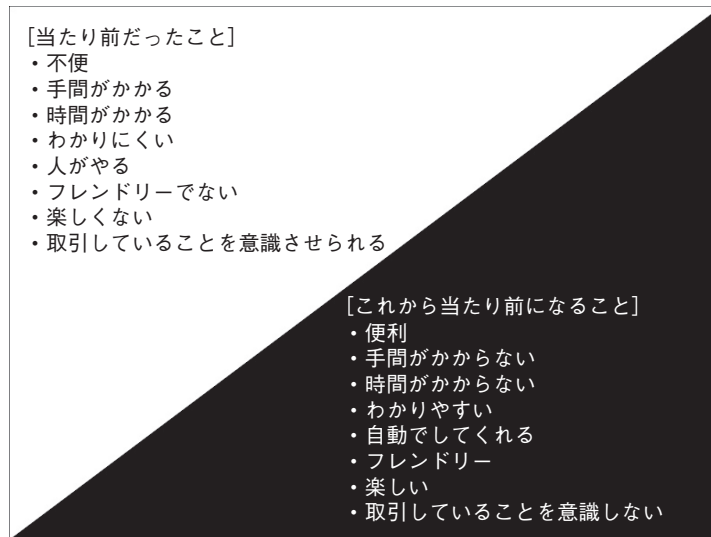 [当たり前だったこと]
・不便
・手間がかかる
・時間がかかる
・わかりにくい
・人がやる
・フレンドリーでない
・楽しくない
・取引していることを意識させられる
[これから当たり前になること]
・便利
・手間がかからない
・時間がかからない
・わかりやすい
・自動でしてくれる
・フレンドリー
・楽しい
・取引していることを意識しない